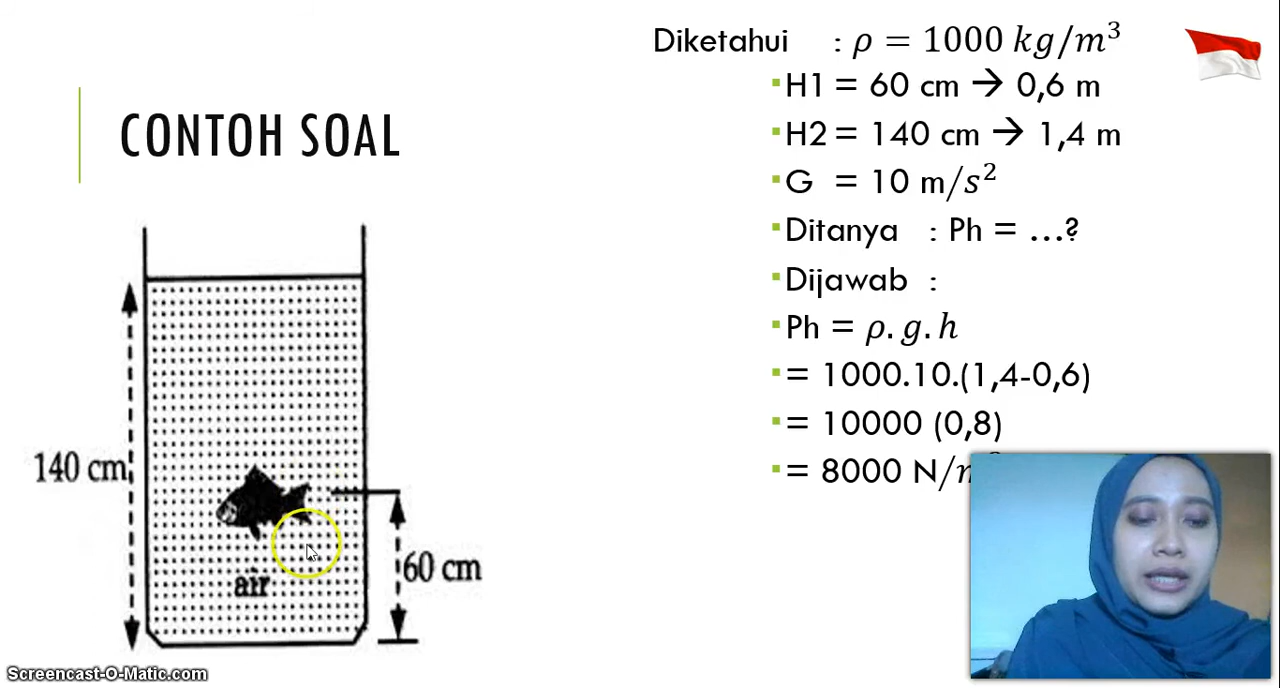 CONTOH SOAL
140 cm
60 cm
air
Diketahui : ρ = 1000 kg/m³
H1 = 60 cm → 0,6 m
H2 = 140 cm → 1,4 m
G = 10 m/s²
Ditanya : Ph = ...?
Dijawab :
Ph = ρ. g. h
= 1000.10.(1,4-0,6)
= 10000 (0,8)
= 8000 N/
Screencast-O-Matic.com